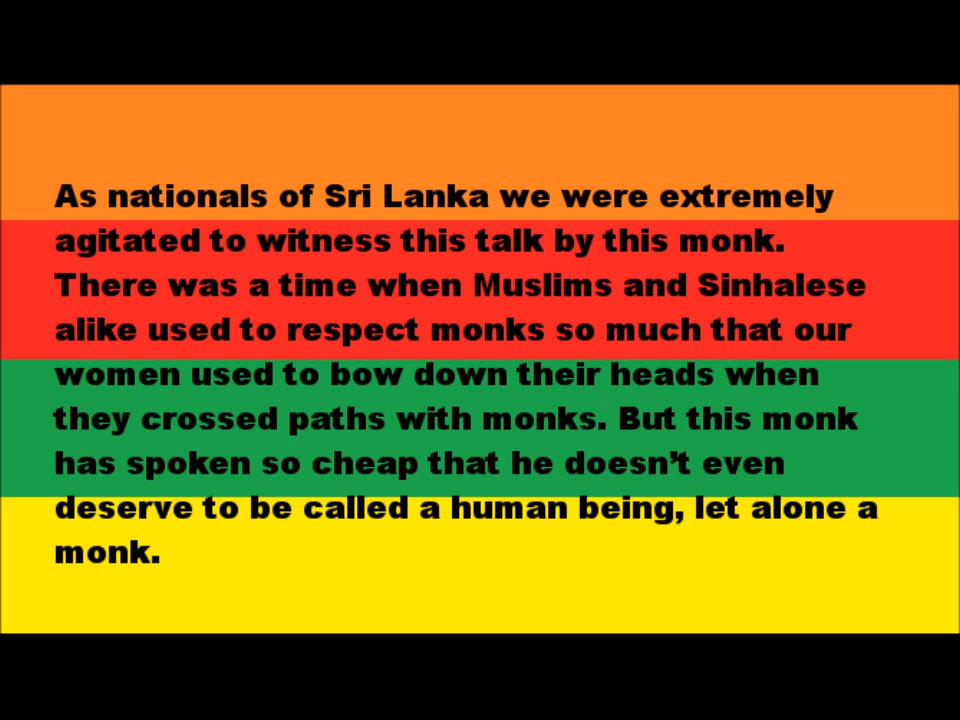 As nationals of Sri Lanka we were extremely
agitated to witness this talk by this monk.
There was a time when Muslims and Sinhalese
alike used to respect monks so much that our
women used to bow down their heads when
they crossed paths with monks. But this monk
has spoken so cheap that he doesn’t even
deserve to be called a human being, let alone a
monk.